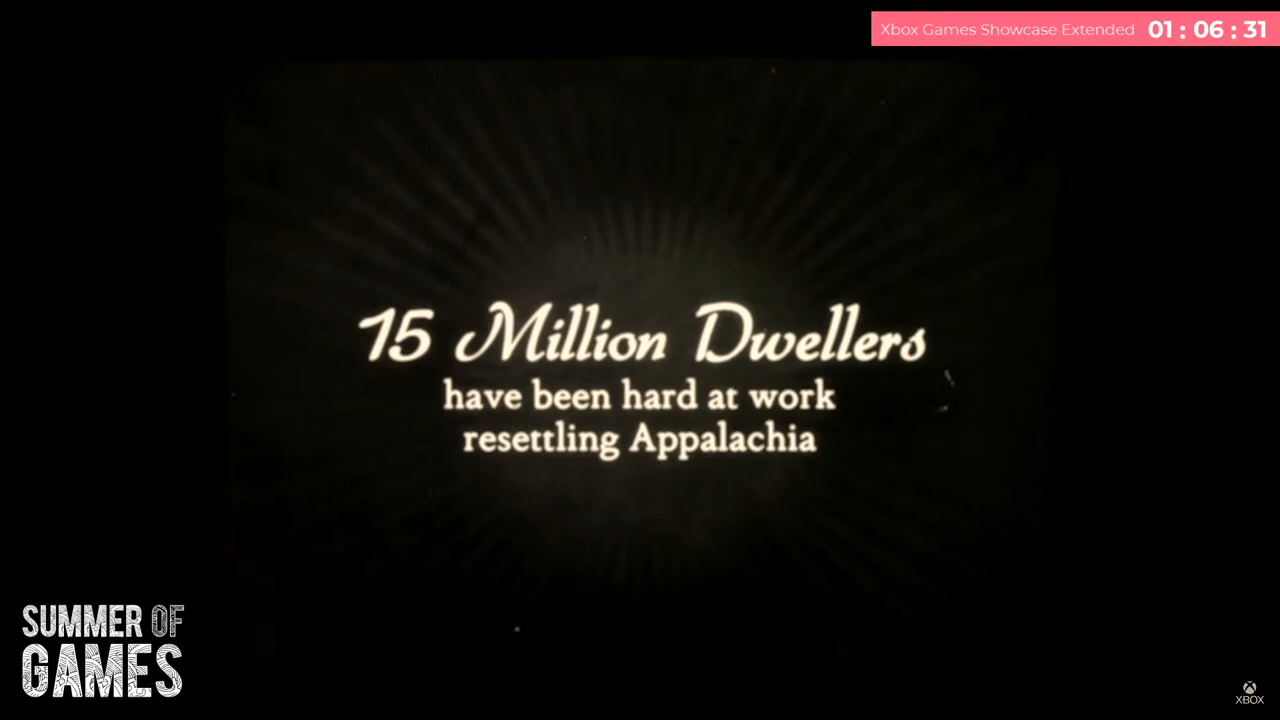 Xbox Games Showcase Extended 01 : 06 : 31
15 Million Dwellers
have been hard at work
resettling Appalachia
SUMMER OF
GAMES
XBOX